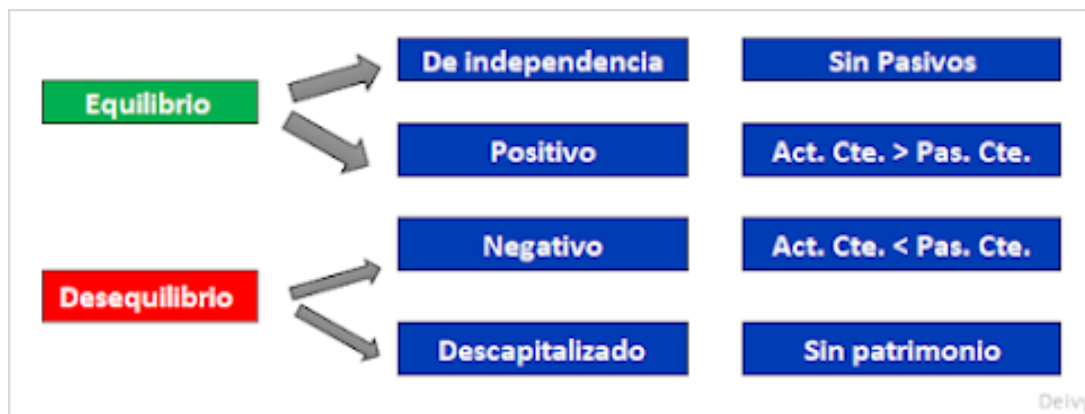 De independencia
Sin Pasivos
Equilibrio
Positivo
Act. Cte. > Pas. Cte.
Negativo
Act. Cte. < Pas. Cte.
Desequilibrio
Descapitalizado
Sin patrimonio
Deivy